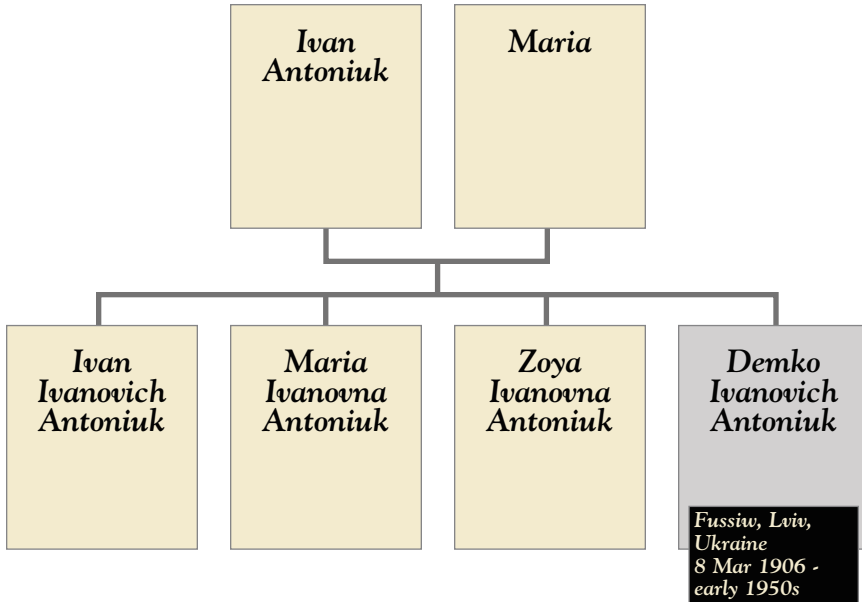 Ivan
Antoniuk
Maria
Ivan
Ivanovich
Antoniuk
Maria
Ivanovna
Antoniuk
Zoya
Ivanovna
Antoniuk
Demko
Ivanovich
Antoniuk
Fussiw, Lviv,
Ukraine
8 Mar 1906 -
early 1950s